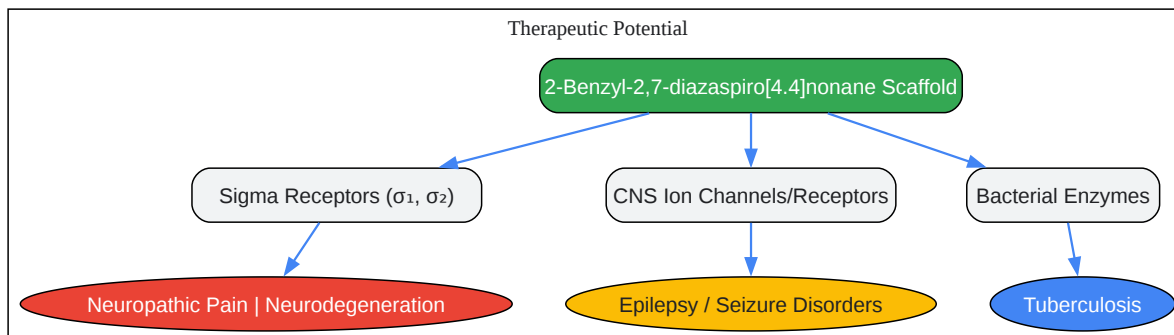 Therapeutic Potential
2-Benzyl-2,7-diazaspiro[4.4]nonane Scaffold
Sigma Receptors (σ₁, σ₂)
CNS Ion Channels/Receptors
Bacterial Enzymes
Neuropathic Pain | Neurodegeneration
Epilepsy / Seizure Disorders
Tuberculosis